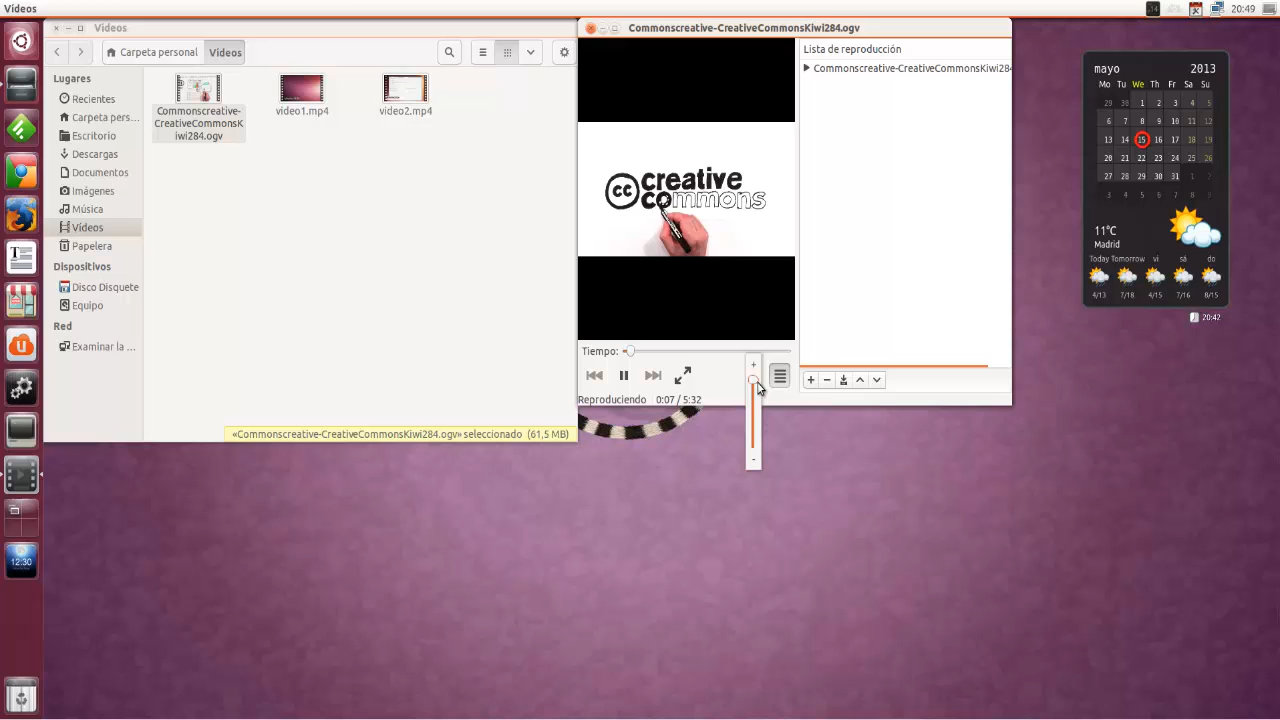 Vídeos
20:49
Vídeos
Carpeta personal
Vídeos
Lugares
Recientes
Carpeta pers...
Escritorio
Descargas
Documentos
Imágenes
Música
Vídeos
Papelera
Dispositivos
Disco Disquete
Equipo
Red
Examinar la ...
Commonscreative-
CreativeCommonsK
iwi284.ogv
video1.mp4
video2.mp4
«Commonscreative-CreativeCommonsKiwi284.ogv» seleccionado (61,5 MB)
Commonscreative-CreativeCommonsKiwi284.ogv
cc creative
commons
Tiempo:
Reproduciendo 0:07 / 5:32
+
-
Lista de reproducción
Commonscreative-CreativeCommonsKiwi284
mayo 2013
Mo Tu We Th Fr Sa Su
29 30 1 2 3 4 5
6 7 8 9 10 11 12
13 14 15 16 17 18 19
20 21 22 23 24 25 26
27 28 29 30 31 1 2
3 4 5 6 7 8 9
11°C
Madrid
Today Tomorrow vi sá do
4/13 7/18 4/15 7/16 8/15
20:42
12:30